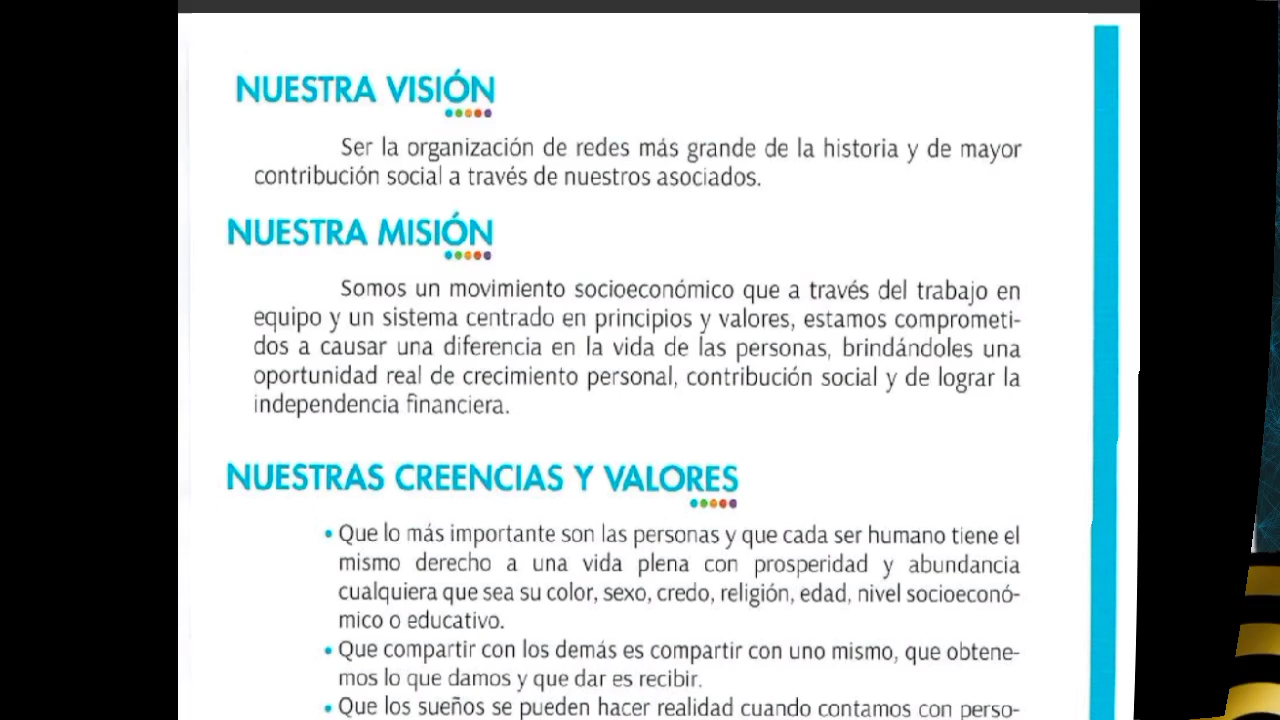 NUESTRA VISIÓN
Ser la organización de redes más grande de la historia y de mayor
contribución social a través de nuestros asociados.
NUESTRA MISIÓN
Somos un movimiento socioeconómico que a través del trabajo en
equipo y un sistema centrado en principios y valores, estamos comprometi-
dos a causar una diferencia en la vida de las personas, brindándoles una
oportunidad real de crecimiento personal, contribución social y de lograr la
independencia financiera.
NUESTRAS CREENCIAS Y VALORES
• Que lo más importante son las personas y que cada ser humano tiene el
mismo derecho a una vida plena con prosperidad y abundancia
cualquiera que sea su color, sexo, credo, religión, edad, nivel socioeconó-
mico o educativo.
• Que compartir con los demás es compartir con uno mismo, que obtene-
mos lo que damos y que dar es recibir.
• Que los sueños se pueden hacer realidad cuando contamos con perso-